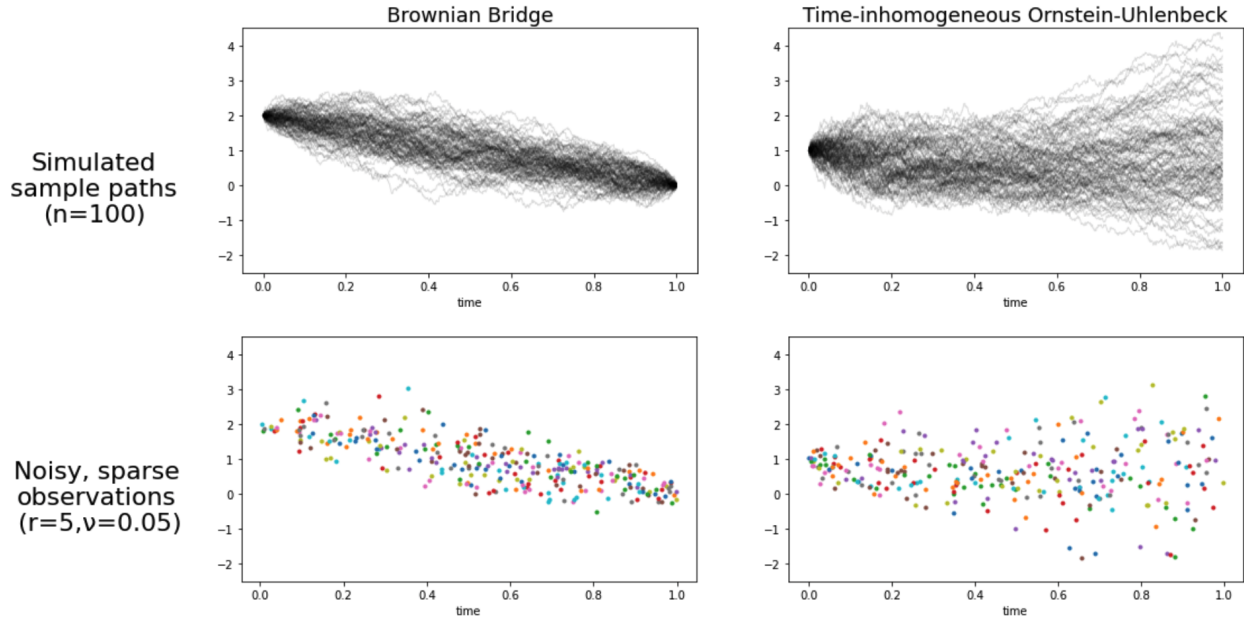 Brownian Bridge
Time-inhomogeneous Ornstein-Uhlenbeck
Simulated
sample paths
(n=100)
4
3
2
1
0
−1
−2
0.0 0.2 0.4 0.6 0.8 1.0
time
4
3
2
1
0
−1
−2
0.0 0.2 0.4 0.6 0.8 1.0
time
Noisy, sparse
observations
(r=5,ν=0.05)
4
3
2
1
0
−1
−2
0.0 0.2 0.4 0.6 0.8 1.0
time
4
3
2
1
0
−1
−2
0.0 0.2 0.4 0.6 0.8 1.0
time